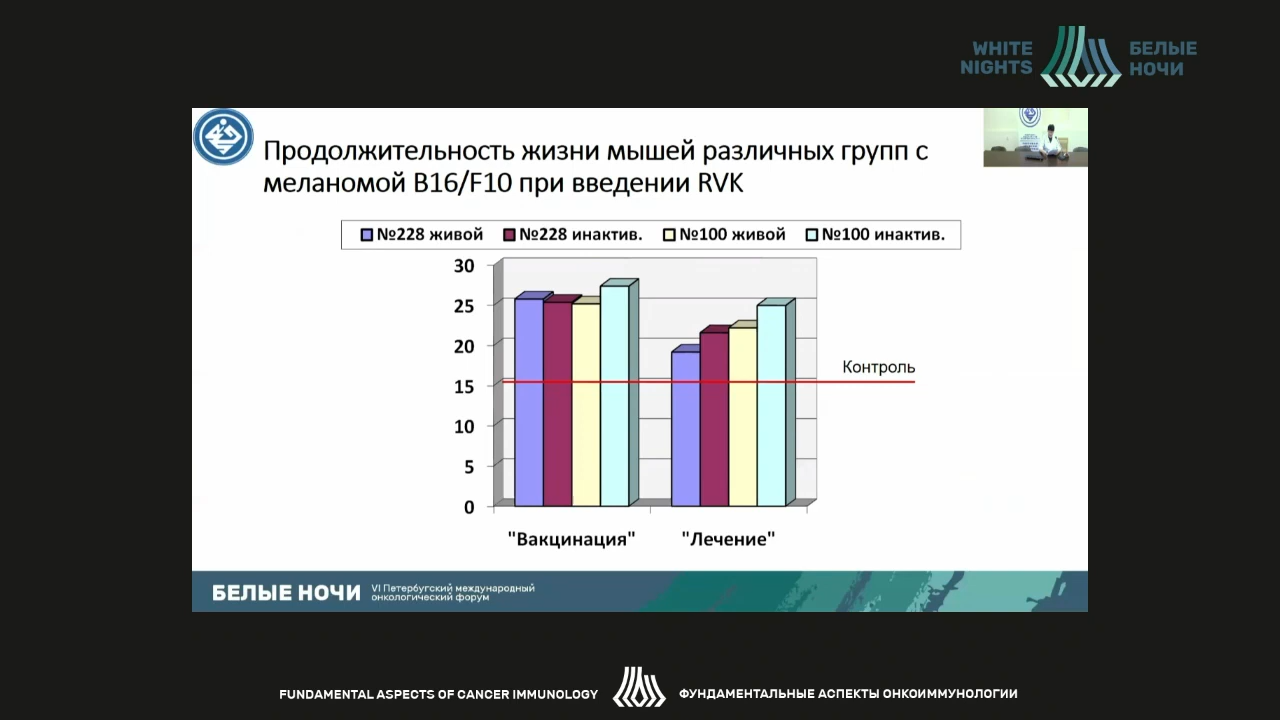 WHITE
NIGHTS
БЕЛЫЕ
НОЧИ
Продолжительность жизни мышей различных групп с
меланомой B16/F10 при введении RVK
№228 живой №228 инактив. №100 живой №100 инактив.
30
25
20
15
10
5
0
Контроль
"Вакцинация" "Лечение"
БЕЛЫЕ НОЧИ
VI Петербугский международный
онкологический форум
FUNDAMENTAL ASPECTS OF CANCER IMMUNOLOGY
ФУНДАМЕНТАЛЬНЫЕ АСПЕКТЫ ОНКОИММУНОЛОГИИ